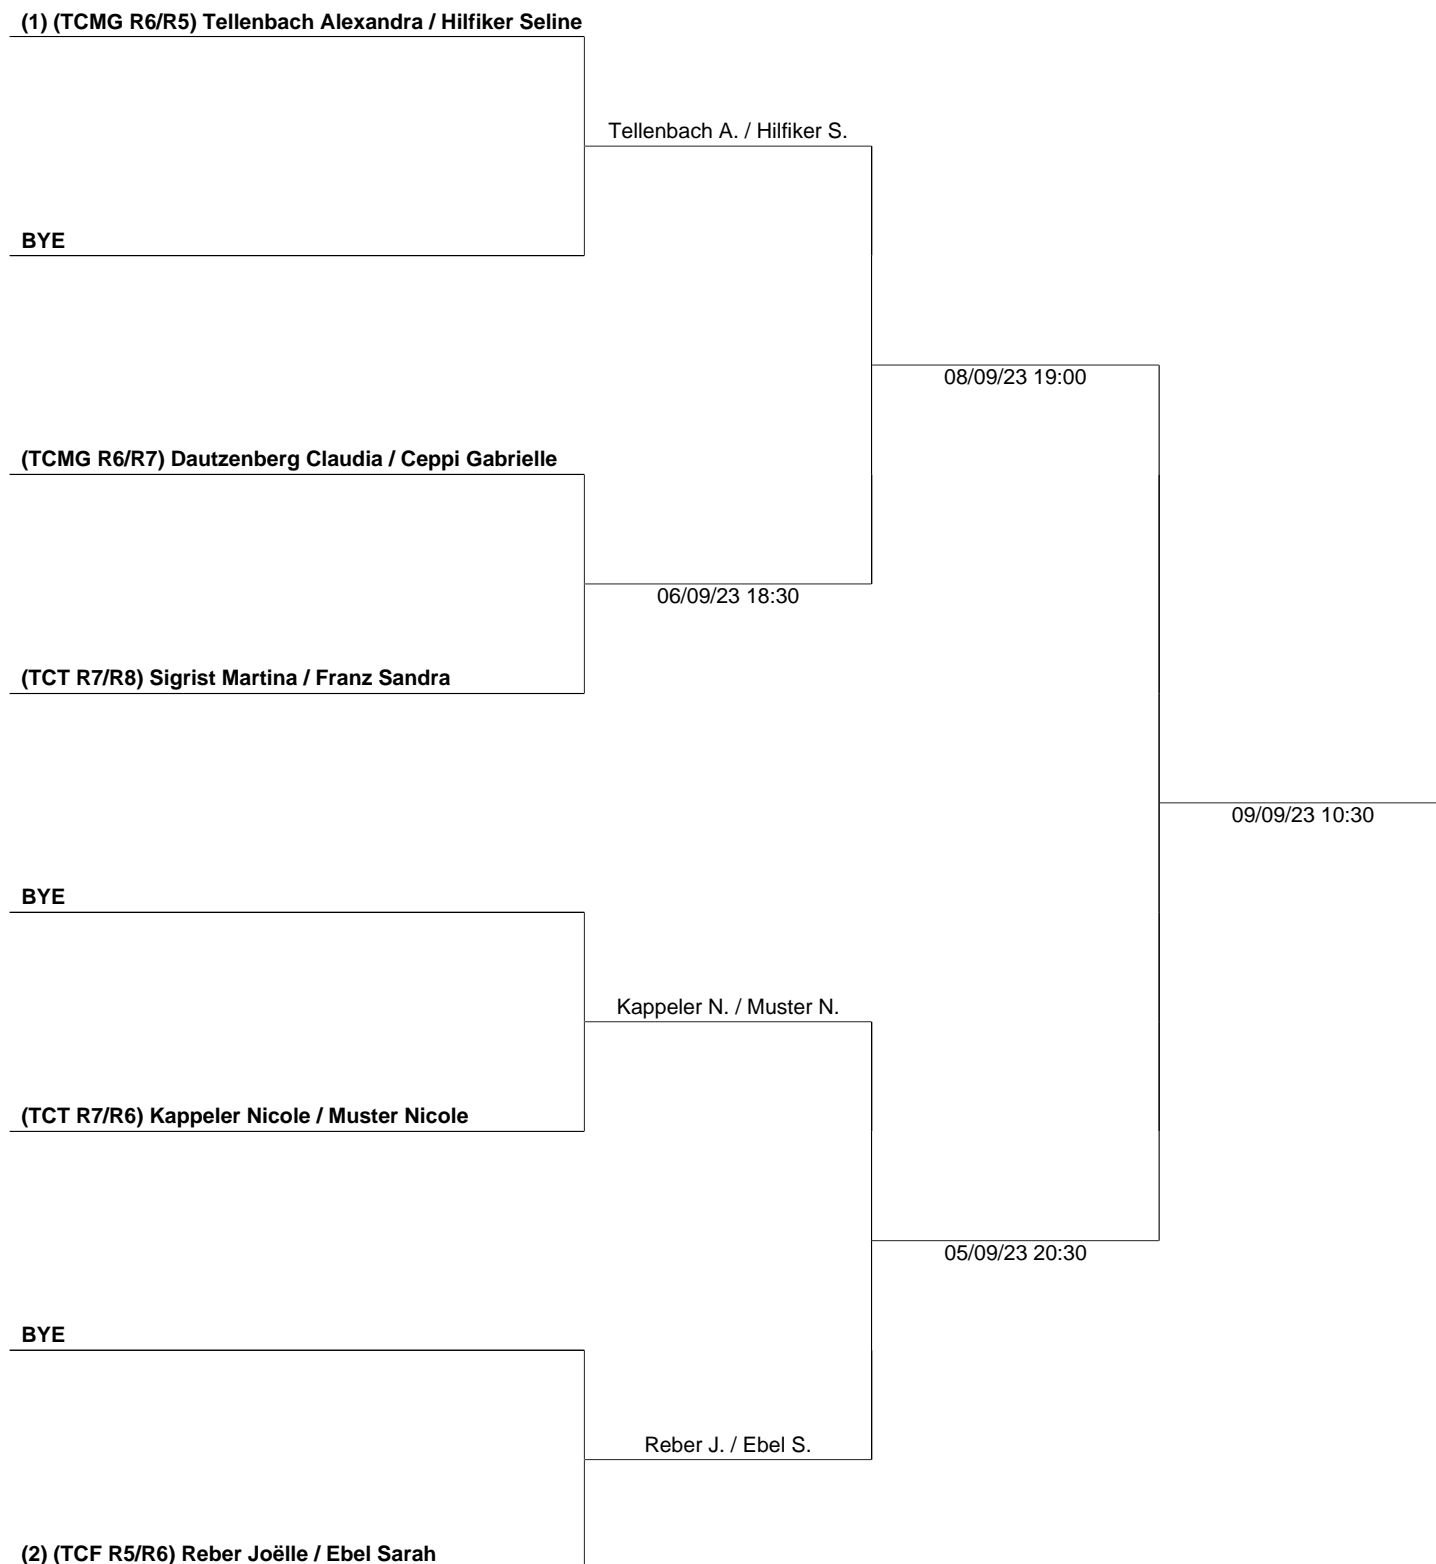 (1) (TCMG R6/R5) Tellenbach Alexandra / Hilfiker Seline
Tellenbach A. / Hilfiker S.
BYE
08/09/23 19:00
(TCMG R6/R7) Dautzenberg Claudia / Ceppi Gabrielle
06/09/23 18:30
(TCT R7/R8) Sigrist Martina / Franz Sandra
09/09/23 10:30
BYE
Kappeler N. / Muster N.
(TCT R7/R6) Kappeler Nicole / Muster Nicole
05/09/23 20:30
BYE
Reber J. / Ebel S.
(2) (TCF R5/R6) Reber Joëlle / Ebel Sarah